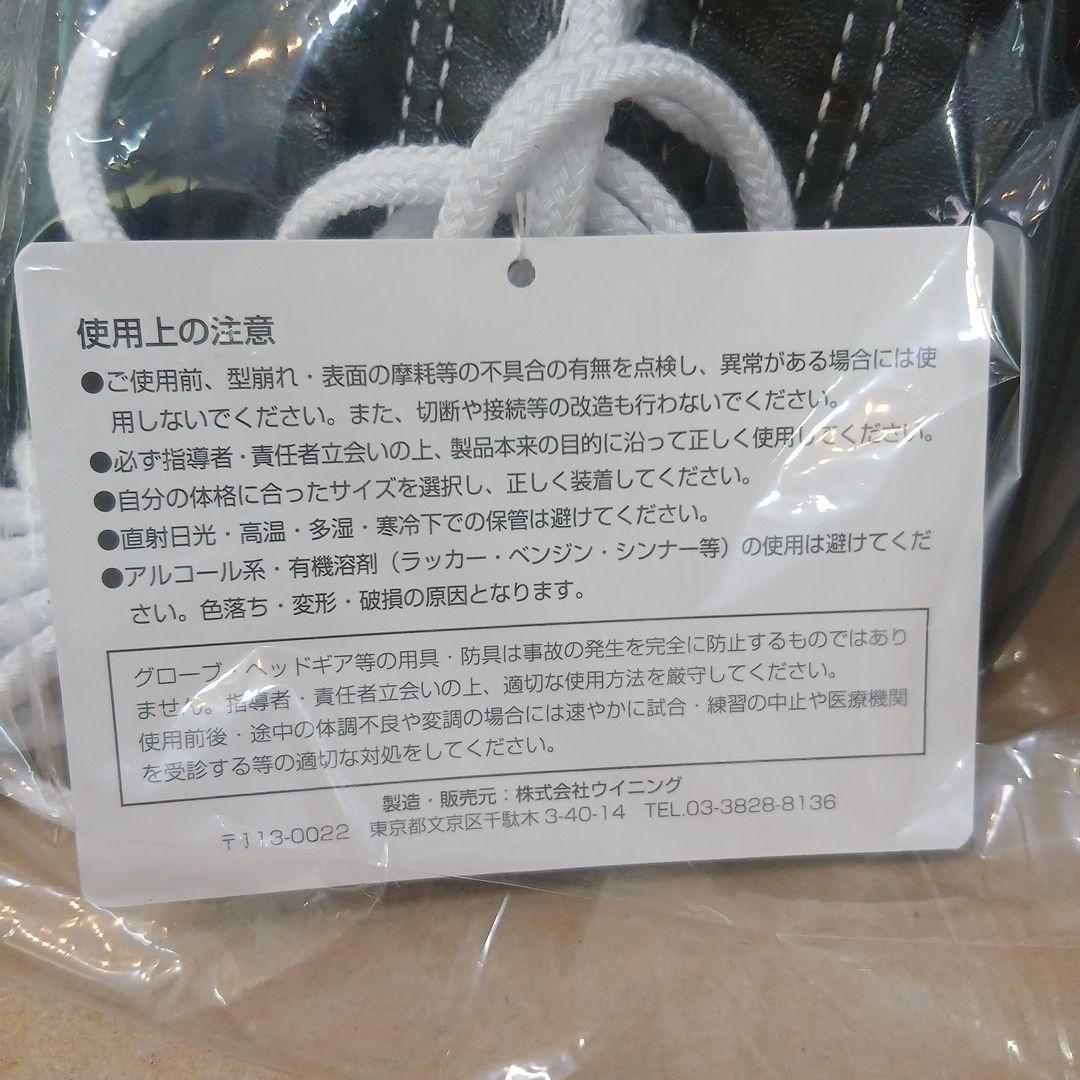 使用上の注意
●ご使用前、型崩れ・表面の摩耗等の不具合の有無を点検し、異常がある場合には使
用しないでください。また、切断や接続等の改造も行わないでください。
●必ず指導者・責任者立会いの上、製品本来の目的に沿って正しく使用してください。
●自分の体格に合ったサイズを選択し、正しく装着してください。
●直射日光・高温・多湿・寒冷下での保管は避けてください。
●アルコール系・有機溶剤（ラッカー・ベンジン・シンナー等）の使用は避けてくだ
さい。色落ち・変形・破損の原因となります。
グローブ、ヘッドギア等の用具・防具は事故の発生を完全に防止するものではあり
ません。指導者・責任者立会いの上、適切な使用方法を厳守してください。
使用前後・途中の体調不良や変調の場合には速やかに試合・練習の中止や医療機関
を受診する等の適切な対処をしてください。
製造・販売元：株式会社ウイニング
〒113-0022 東京都文京区千駄木3-40-14 TEL.03-3828-8136